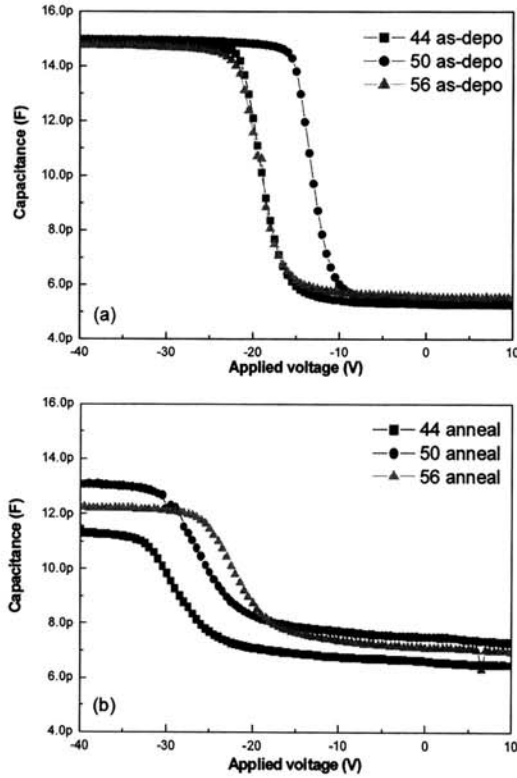 16.0p
14.0p
12.0p
10.0p
8.0p
6.0p
4.0p
Capacitance (F)
44 as-depo
50 as-depo
56 as-depo
(a)
-40 -30 -20 -10 0 10
Applied voltage (V)
16.0p
14.0p
12.0p
10.0p
8.0p
6.0p
4.0p
Capacitance (F)
44 anneal
50 anneal
56 anneal
(b)
-40 -30 -20 -10 0 10
Applied voltage (V)